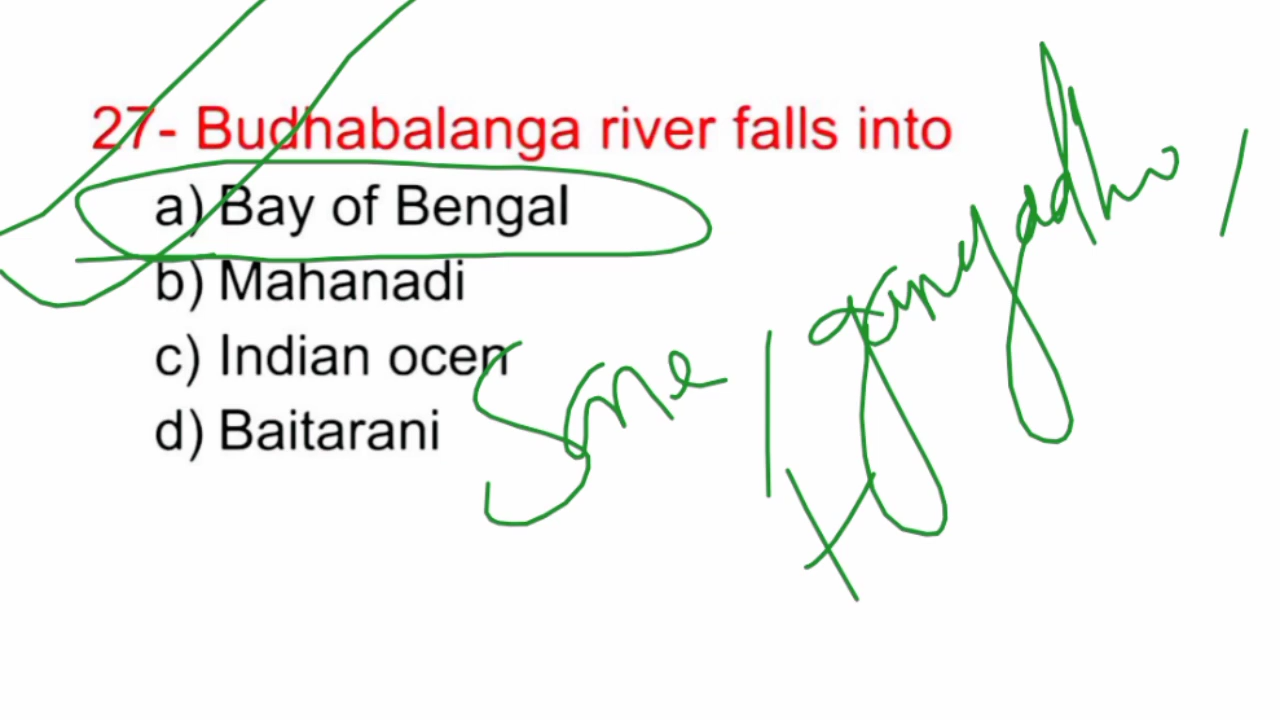 27- Budhabalanga river falls into
a) Bay of Bengal
b) Mahanadi
c) Indian ocen
d) Baitarani
Sone